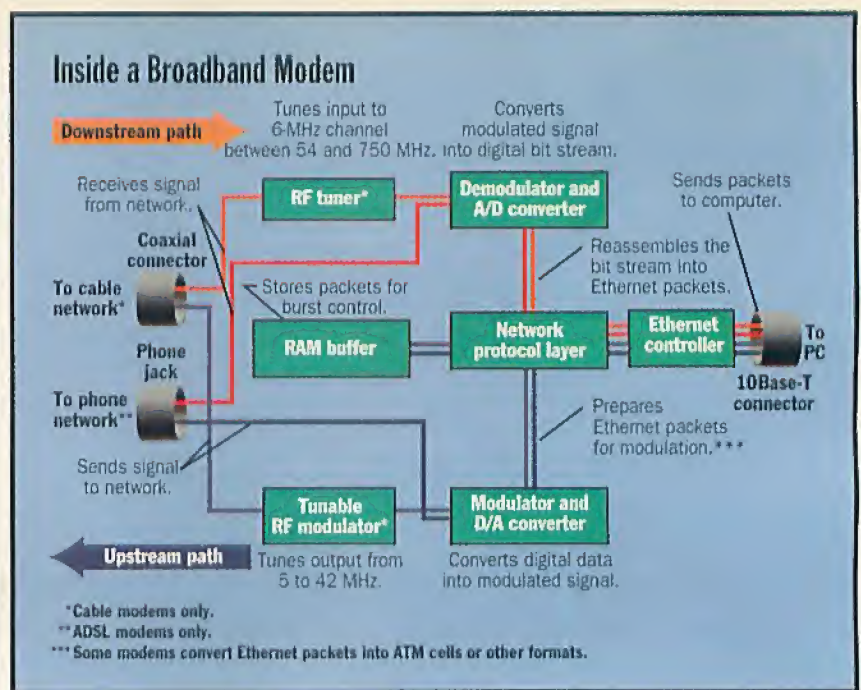 Inside a Broadband Modem
Downstream path
Tunes input to
6-MHz channel
between 54 and 750 MHz.
Converts
modulated signal
into digital bit stream.
Receives signal
from network.
RF tuner*
Demodulator and
A/D converter
Sends packets
to computer.
Coaxial
connector
To cable
network*
Stores packets for
burst control.
Reassembles the
bit stream into
Ethernet packets.
RAM buffer
Network
protocol layer
Ethernet
controller
To
PC
10Base-T
connector
Phone
jack
To phone
network**
Prepares
Ethernet packets
for modulation.***
Sends signal
to network.
Tunable
RF modulator*
Modulator and
D/A converter
Upstream path
Tunes output from
5 to 42 MHz.
Converts digital data
into modulated signal.
*Cable modems only.
**ADSL modems only.
***Some modems convert Ethernet packets into ATM cells or other formats.